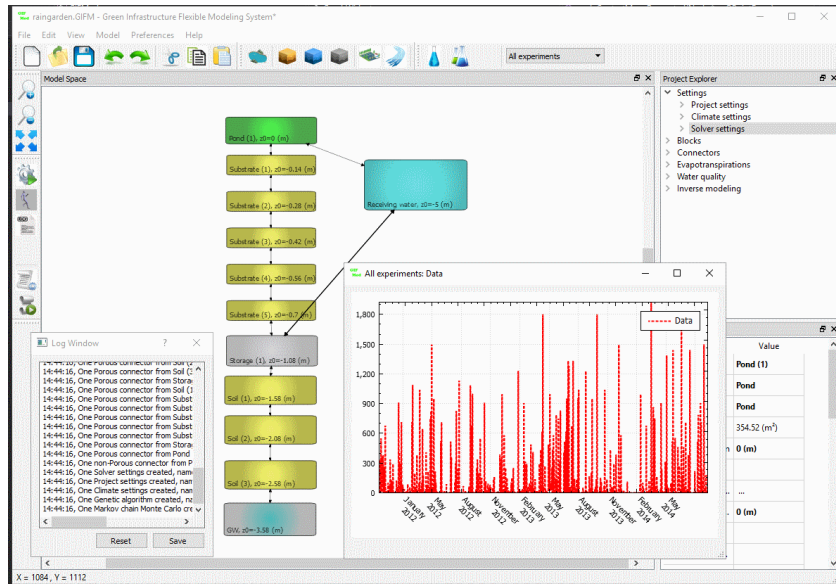 raingarden.GIFM - Green Infrastructure Flexible Modeling System*
File Edit View Model Preferences Help
All experiments
Model Space
Project Explorer
Settings
Project settings
Climate settings
Solver settings
Blocks
Connectors
Evapotranspirations
Water quality
Inverse modeling
Pond (1), z0=0 (m)
Substrate (1), z0=-0.14 (m)
Substrate (2), z0=-0.28 (m)
Substrate (3), z0=-0.42 (m)
Substrate (4), z0=-0.56 (m)
Substrate (5), z0=-0.7 (m)
Storage (1), z0=-1.08 (m)
Soil (1), z0=-1.58 (m)
Soil (2), z0=-2.08 (m)
Soil (3), z0=-2.58 (m)
GW, z0=-3.58 (m)
Receiving water, z0=-5 (m)
Log Window
?
14:44:16, One Porous connector from Soil (
14:44:16, One Porous connector from Soil (3
14:44:16, One Porous connector from Storag
14:44:16, One Porous connector from Soil (1
14:44:16, One Porous connector from Subst
14:44:16, One Porous connector from Subst
14:44:16, One Porous connector from Subst
14:44:16, One Porous connector from Subst
14:44:16, One Porous connector from Storag
14:44:16, One Porous connector from Pond
14:44:16, One non-Porous connector from P
14:44:16, One Solver settings created, name
14:44:16, One Project settings created, nam
14:44:16, One Climate settings created, nam
14:44:16, One Genetic algorithm created, na
14:44:16, One Markov chain Monte Carlo cre
Reset Save
All experiments: Data
Data
1,800
1,500
1,200
900
600
300
0
January 2012
May 2012
August 2012
November 2012
February 2013
May 2013
August 2013
November 2013
February 2014
May 2014
Value
Pond (1)
Pond
Pond
354.52 (m²)
0 (m)
...
0 (m)
X = 1084 , Y = 1112